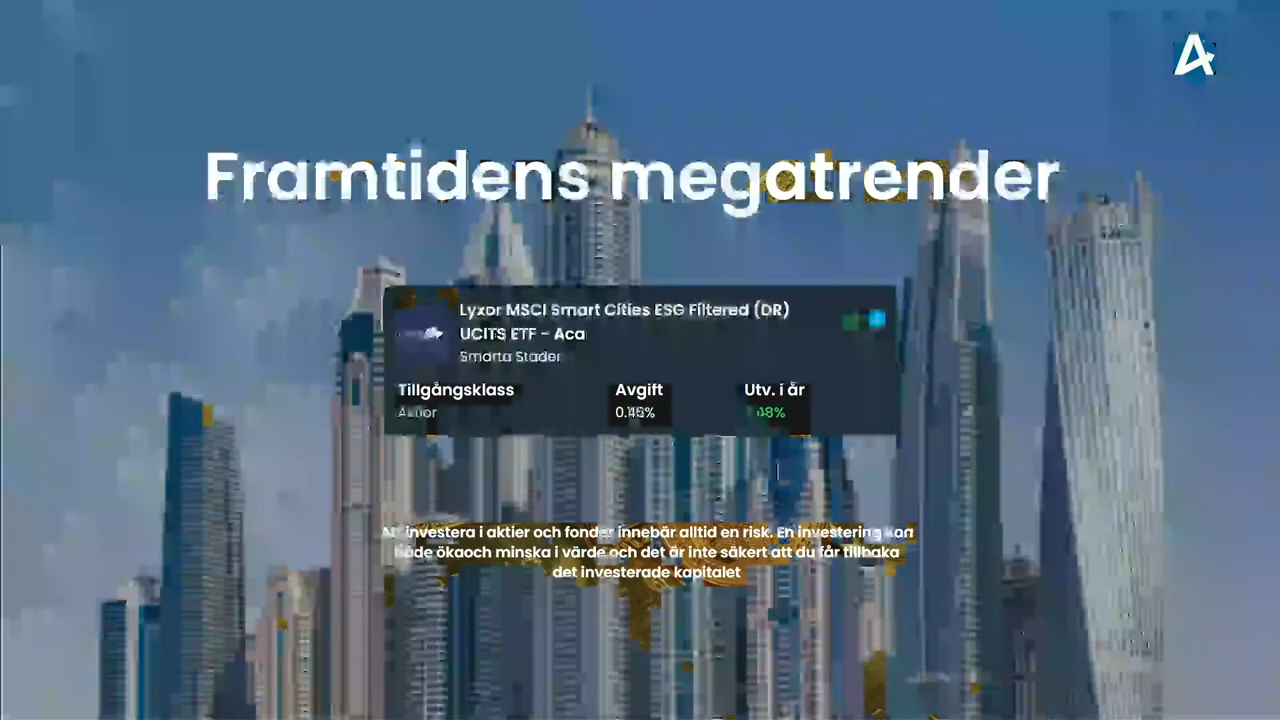 Framtidens megatrender
Lyxor MSCI Smart Cities ESG Filtered (DR)
UCITS ETF - Aca
Smarta Städer
Tillgångsklass
Avgift
Utv. i år
Aktier
investera i aktier och fonder innebär alltid en risk. En investering kan
både ökaoch minska i värde och det är inte säkert att du får tillbaka
det investerade kapitalet